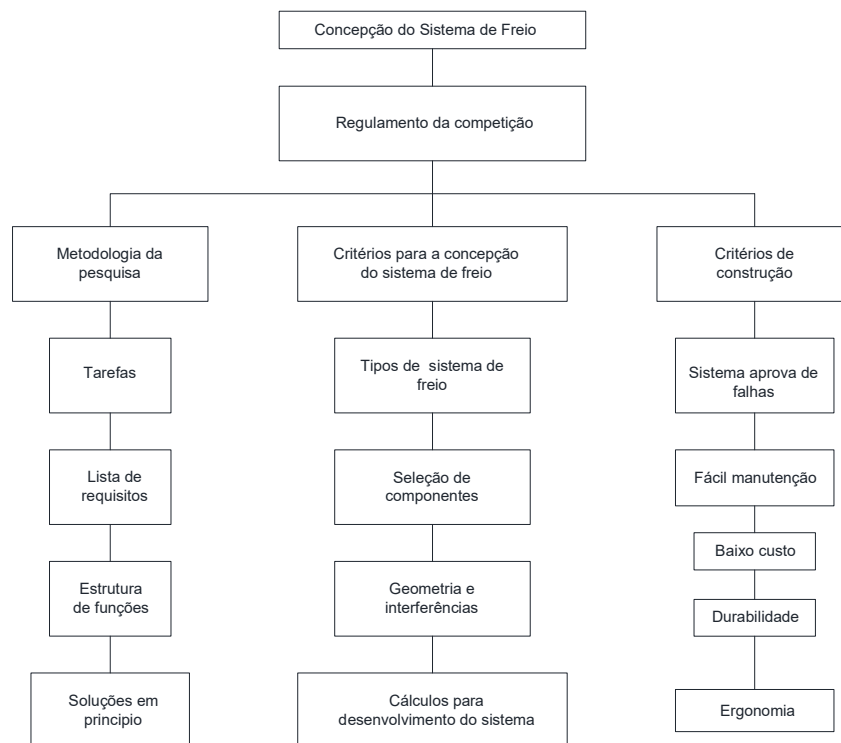 Concepção do Sistema de Freio
Regulamento da competição
Metodologia da
pesquisa
Tarefas
Lista de
requisitos
Estrutura
de funções
Soluções em
principio
Critérios para a concepção
do sistema de freio
Tipos de sistema de
freio
Seleção de
componentes
Geometria e
interferências
Cálculos para
desenvolvimento do sistema
Critérios de
construção
Sistema aprova de
falhas
Fácil manutenção
Baixo custo
Durabilidade
Ergonomia